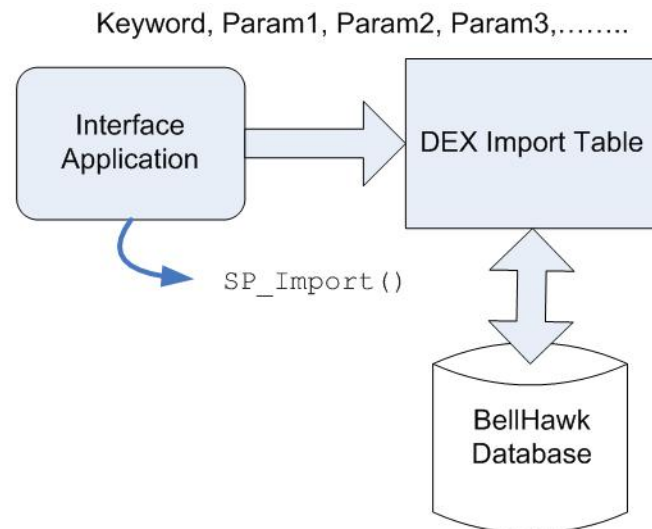 Keyword, Param1, Param2, Param3,……..
Interface
Application
DEX Import Table
SP_Import()
BellHawk
Database